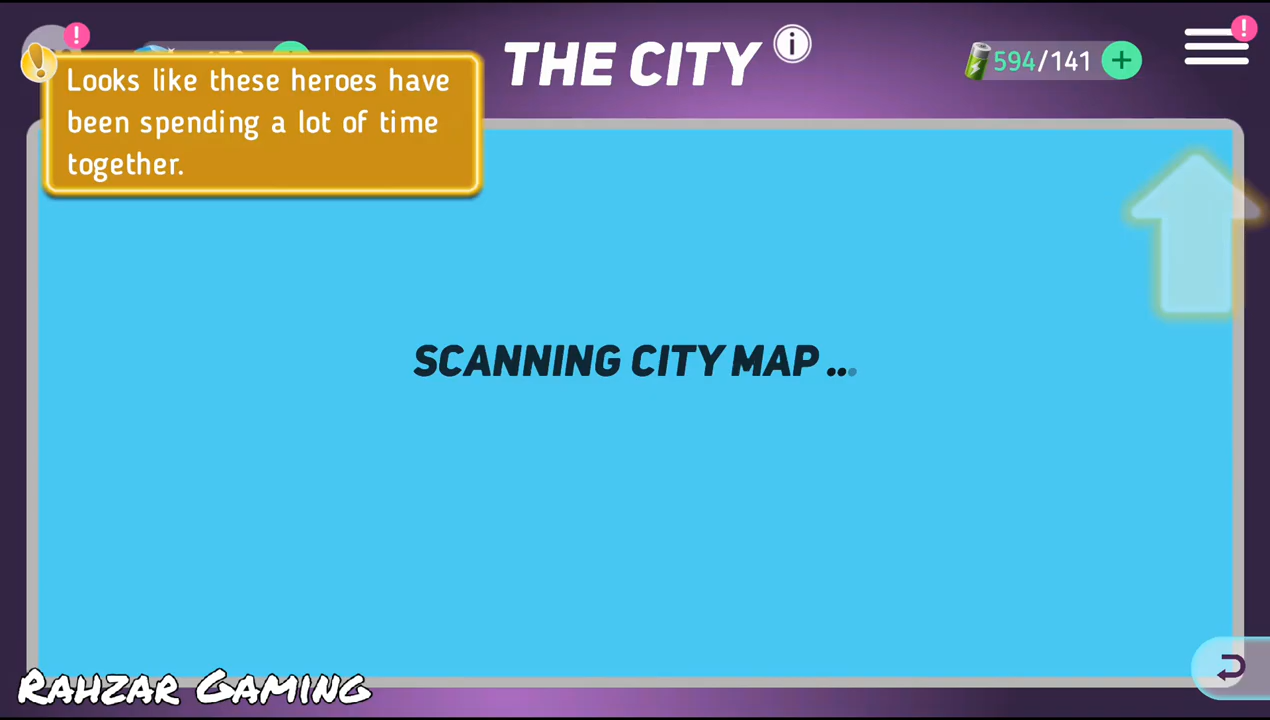 THE CITY
594/141
Looks like these heroes have
been spending a lot of time
together.
SCANNING CITY MAP ...
RAHZAR GAMING